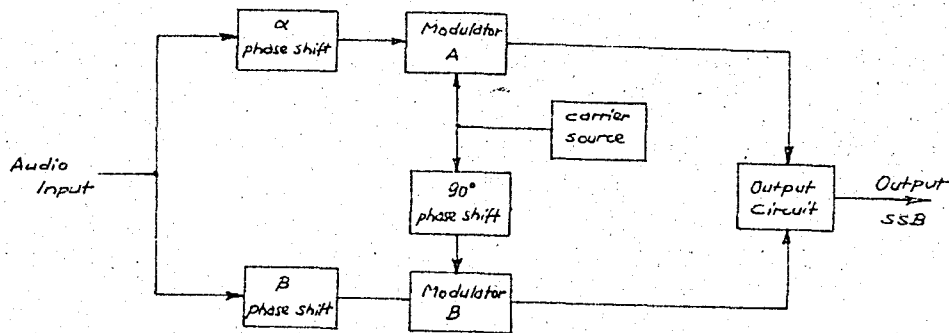 α
phase shift
Modulator
A
carrier
source
Audio
Input
90°
phase shift
Output
Circuit
Output
SSB
β
phase shift
Modulator
B